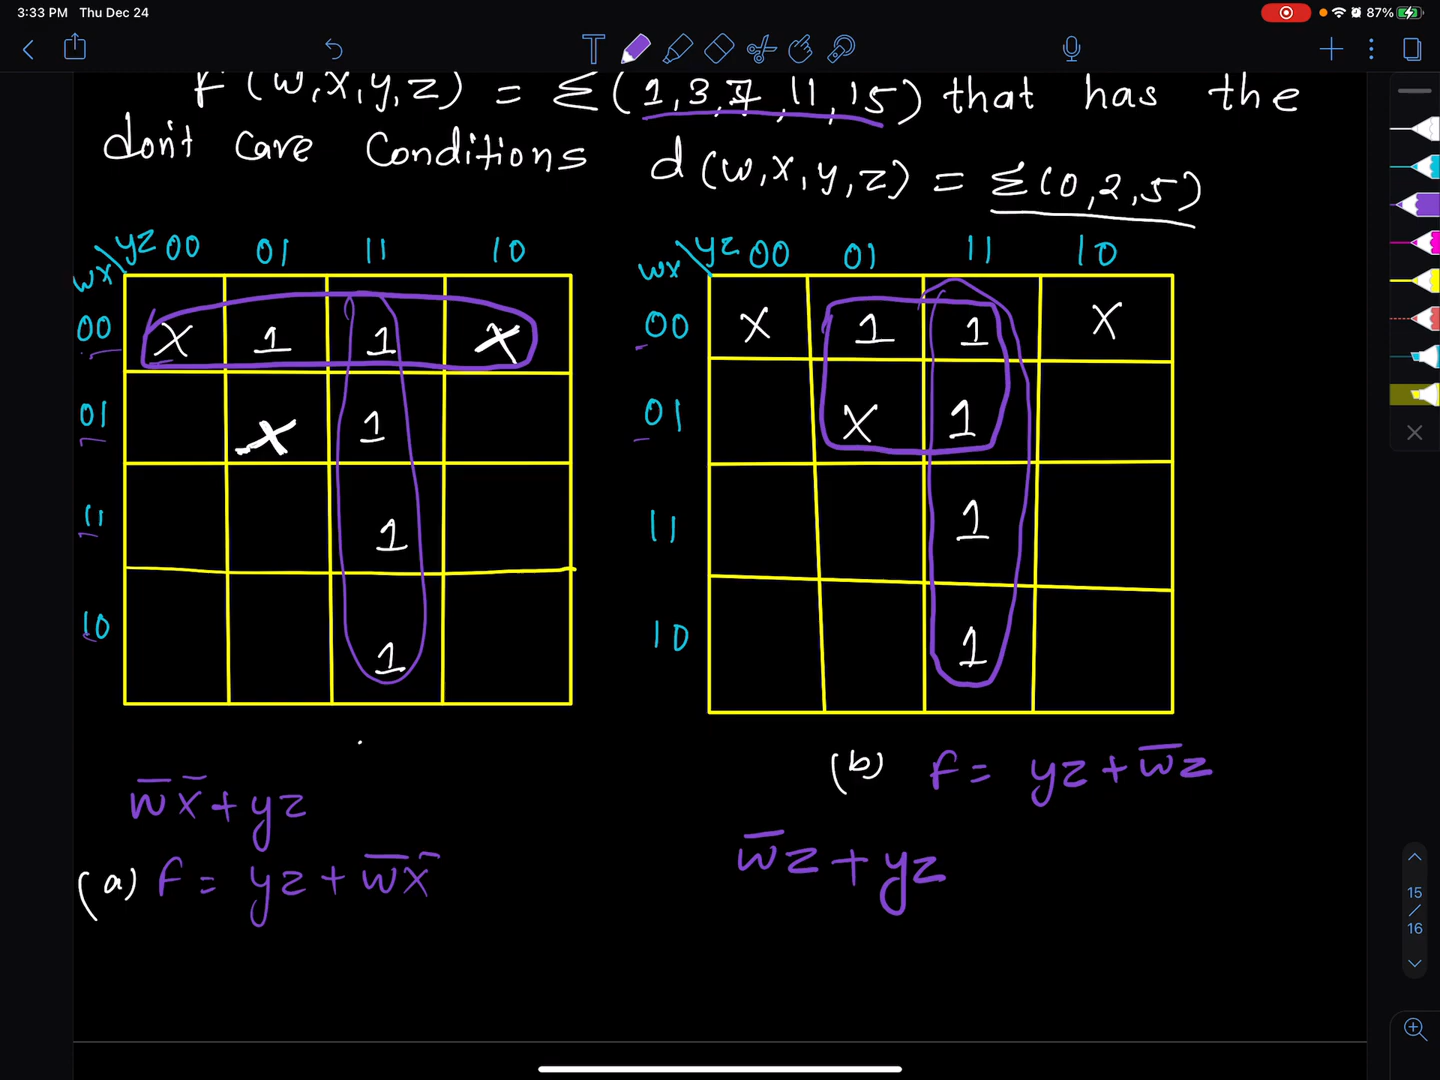 3:33 PM Thu Dec 24
87%
F(w,x,y,z) = Σ(1,3,7,11,15) that has the
don't care conditions d(w,x,y,z) = Σ(0,2,5)
wx\yz 00 01 11 10
00 X 1 1 X
01 X 1
11 1
10 1
wx\yz 00 01 11 10
00 X 1 1 X
01 X 1
11 1
10 1
w̅x̅+yz
(a) F = yz+w̅x̅
(b) F = yz+w̅z
w̅z+yz
15
/
16